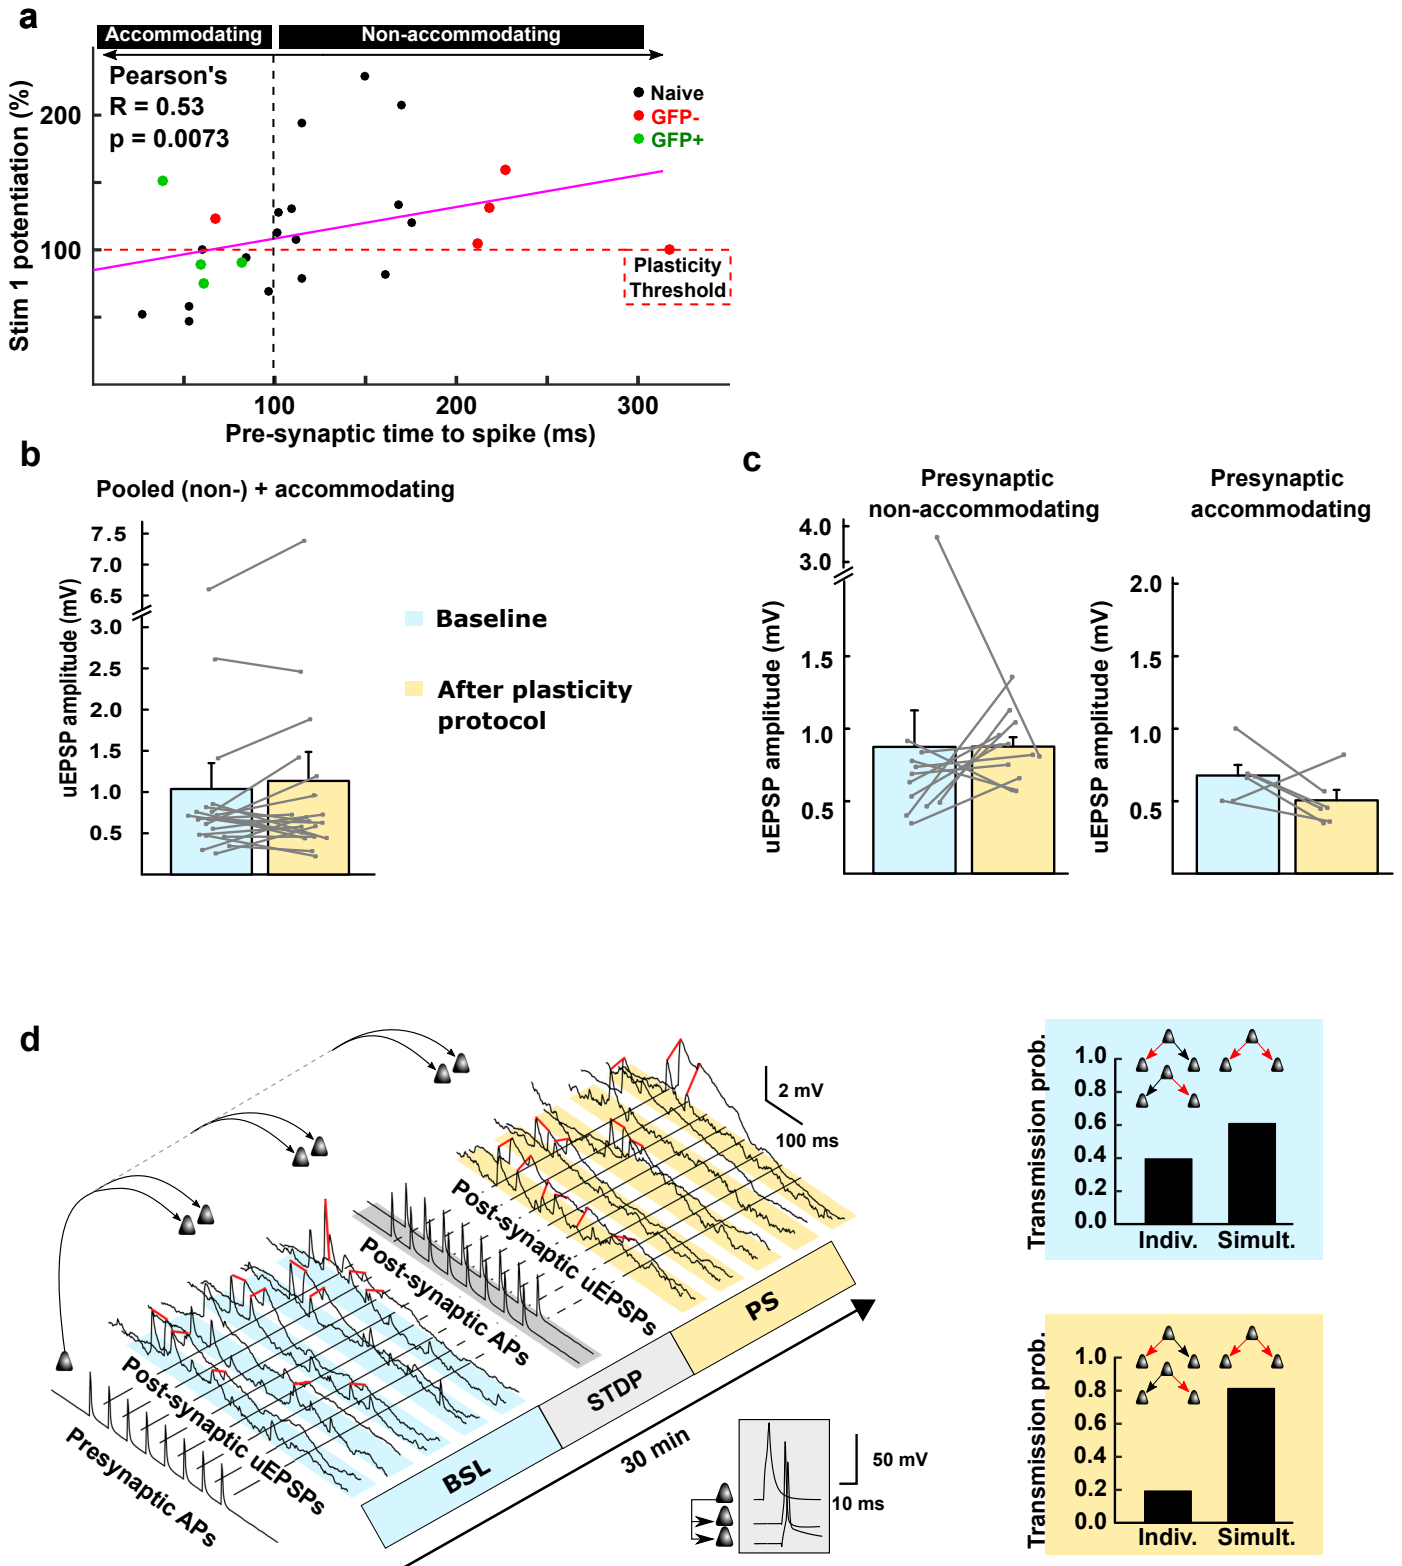 a
Accommodating
Non-accommodating
Pearson's
R = 0.53
p = 0.0073
Naive
GFP-
GFP+
Plasticity
Threshold
Stim 1 potentiation (%)
200
100
100
200
300
Pre-synaptic time to spike (ms)
b
Pooled (non-) + accommodating
uEPSP amplitude (mV)
7.5
7.0
6.5
3.0
2.5
2.0
1.5
1.0
0.5
Baseline
After plasticity
protocol
c
Presynaptic
non-accommodating
uEPSP amplitude (mV)
4.0
3.0
1.5
1.0
0.5
Presynaptic
accommodating
uEPSP amplitude (mV)
2.0
1.5
1.0
0.5
d
2 mV
100 ms
Post-synaptic uEPSPs
Post-synaptic APs
Post-synaptic uEPSPs
Presynaptic APs
BSL
STDP
PS
30 min
50 mV
10 ms
Transmission prob.
1.0
0.8
0.6
0.4
0.2
0.0
Indiv.
Simult.
Transmission prob.
1.0
0.8
0.6
0.4
0.2
0.0
Indiv.
Simult.